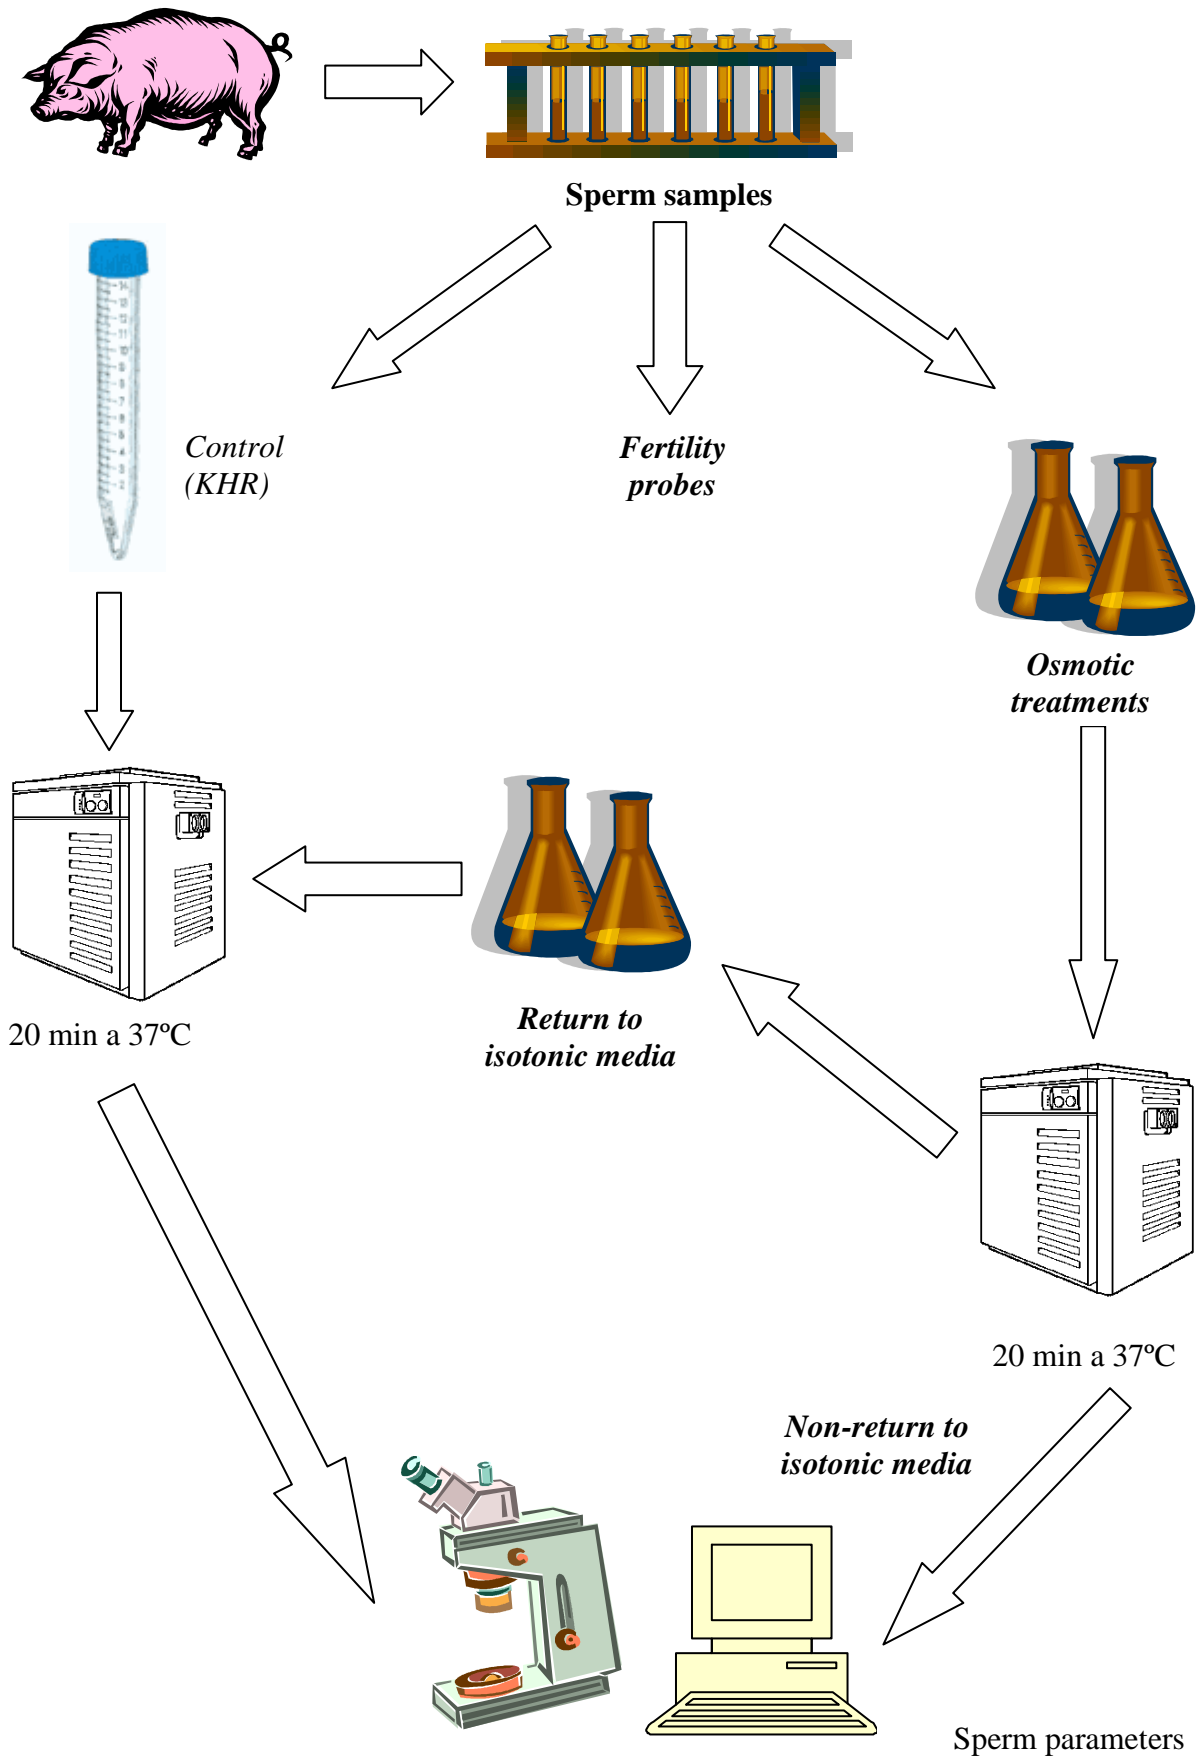 Sperm samples
Control
(KHR)
Fertility
probes
Osmotic
treatments
Return to
isotonic media
20 min a 37ºC
20 min a 37ºC
Non-return to
isotonic media
Sperm parameters